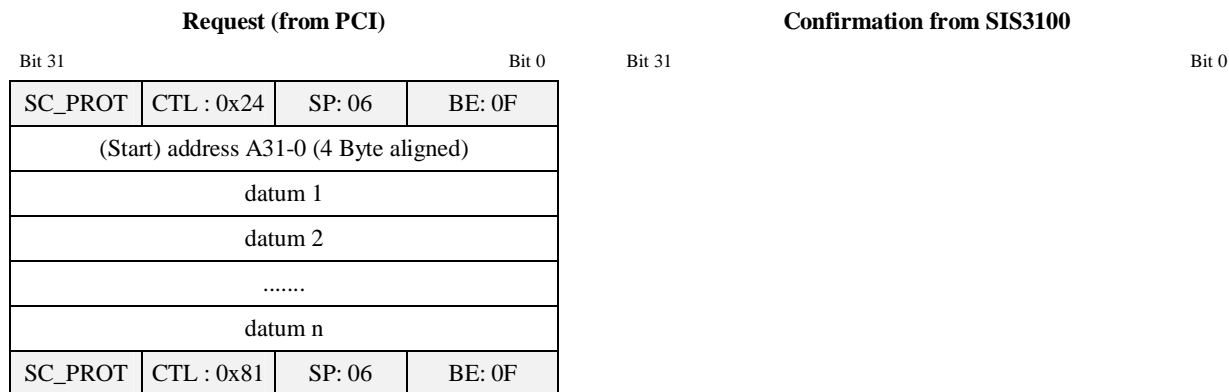 Request (from PCI) Confirmation from SIS3100
Bit 31 Bit 0 Bit 31 Bit 0
SC_PROT CTL : 0x24 SP: 06 BE: 0F
(Start) address A31-0 (4 Byte aligned)
datum 1
datum 2
.......
datum n
SC_PROT CTL : 0x81 SP: 06 BE: 0F